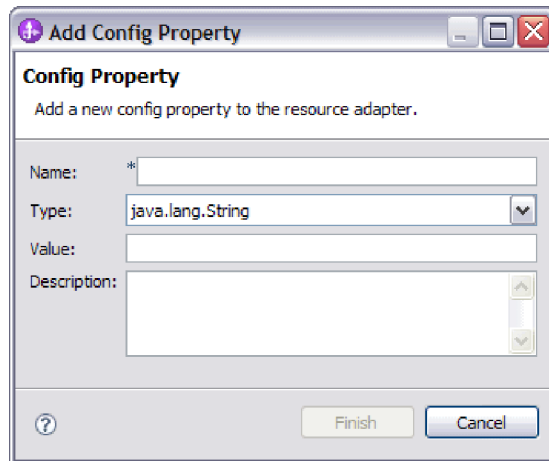 Add Config Property
Config Property
Add a new config property to the resource adapter.
Name: *
Type: java.lang.String
Value:
Description:
? Finish Cancel